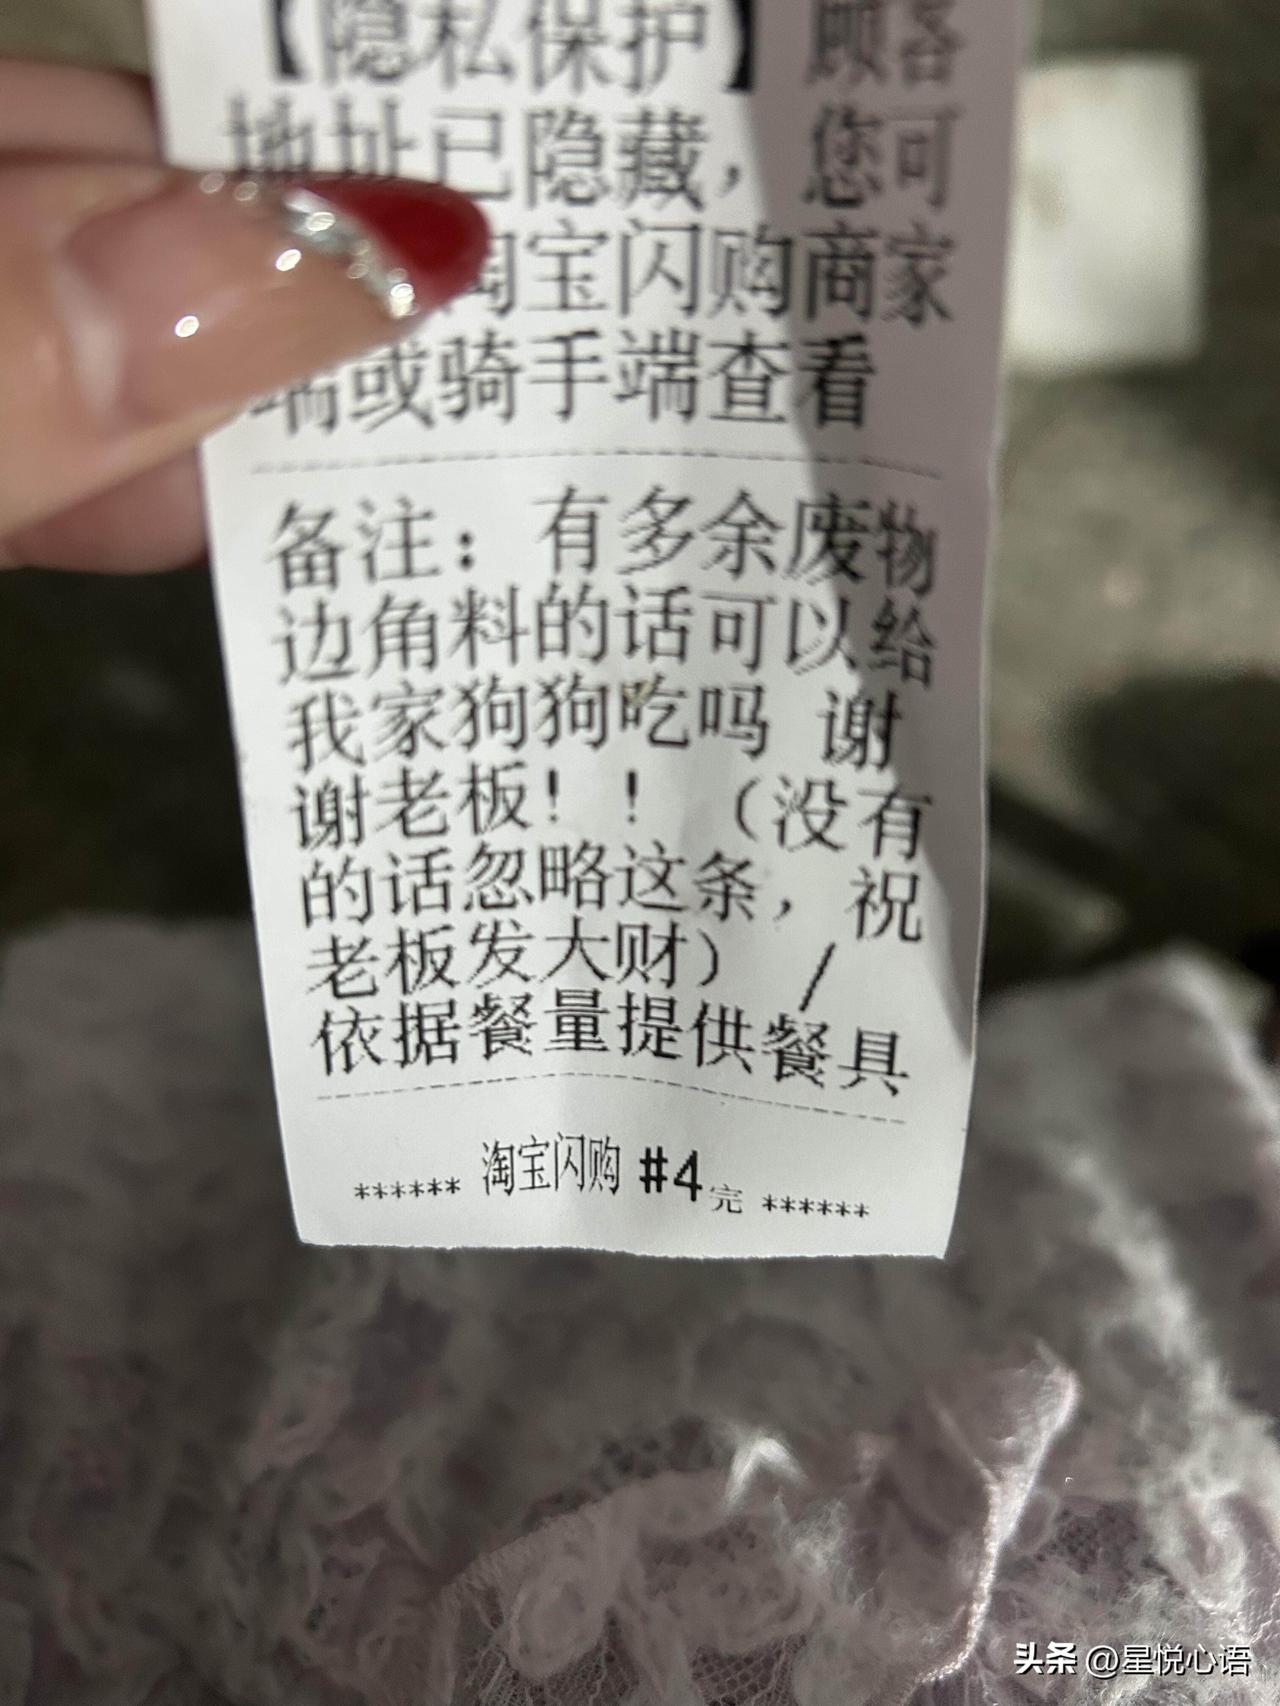 【隐私保护】顾客
地址已隐藏，您可
淘宝闪购商家
端或骑手端查看
备注：有多余废物
边角料的话可以给
我家狗狗吃吗 谢
谢老板！！（没有
的话忽略这条，祝
老板发大财） /
依据餐量提供餐具
****** 淘宝闪购 #4完 ******
头条 @星悦心语